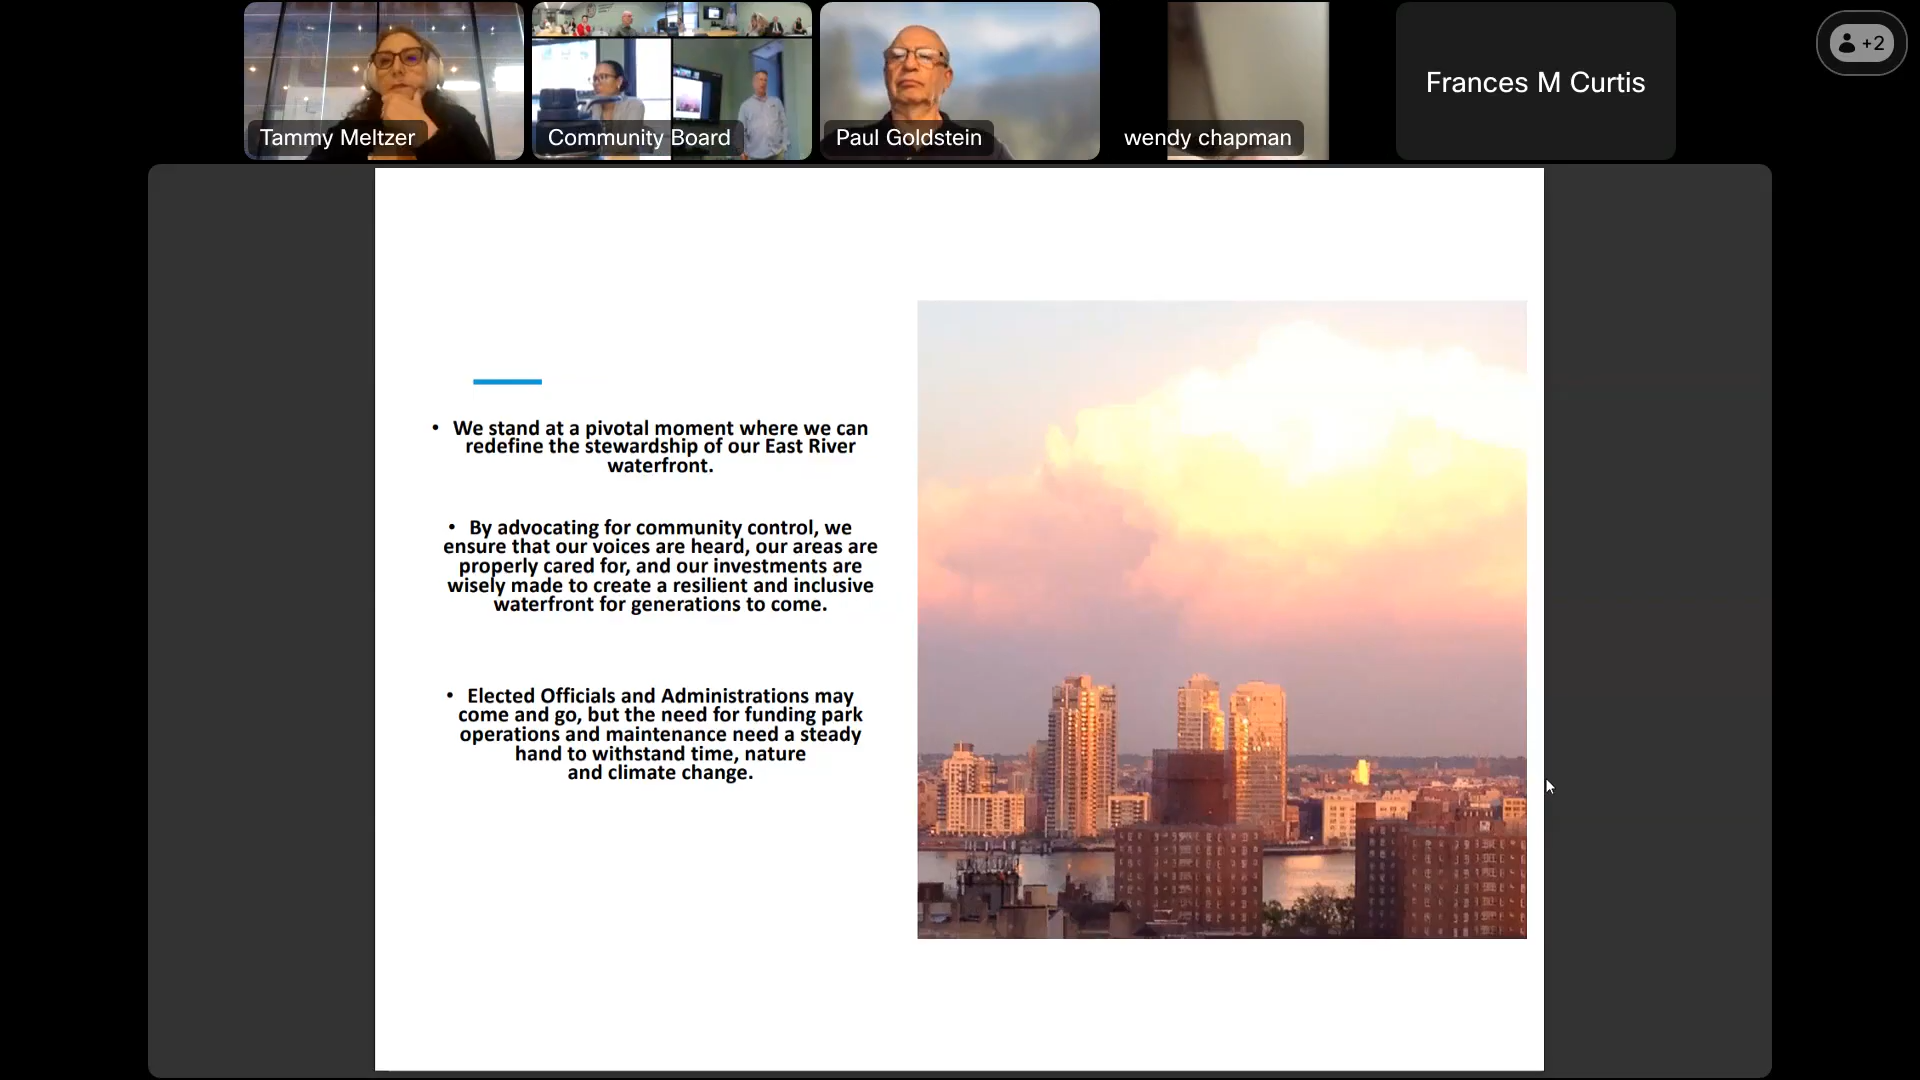 Tammy Meltzer
Community Board
Paul Goldstein
wendy chapman
Frances M Curtis
+2
• We stand at a pivotal moment where we can
redefine the stewardship of our East River
waterfront.
• By advocating for community control, we
ensure that our voices are heard, our areas are
properly cared for, and our investments are
wisely made to create a resilient and inclusive
waterfront for generations to come.
• Elected Officials and Administrations may
come and go, but the need for funding park
operations and maintenance need a steady
hand to withstand time, nature
and climate change.